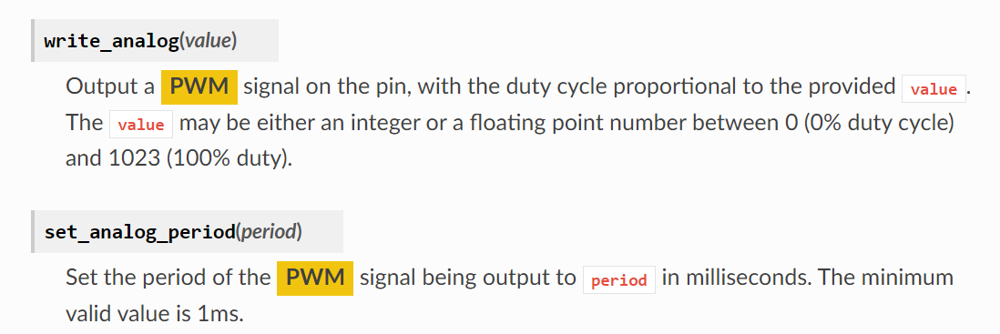 write_analog(value)
Output a PWM signal on the pin, with the duty cycle proportional to the provided value.
The value may be either an integer or a floating point number between 0 (0% duty cycle)
and 1023 (100% duty).
set_analog_period(period)
Set the period of the PWM signal being output to period in milliseconds. The minimum
valid value is 1ms.